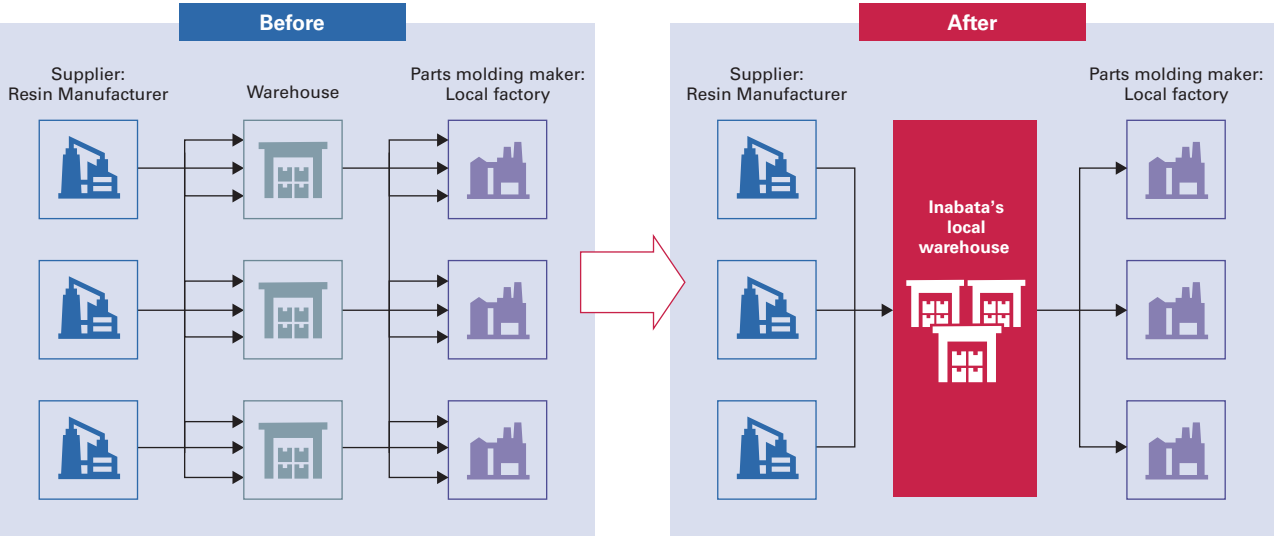 Before
Supplier:
Resin Manufacturer
Warehouse
Parts molding maker:
Local factory
After
Supplier:
Resin Manufacturer
Inabata’s
local
warehouse
Parts molding maker:
Local factory